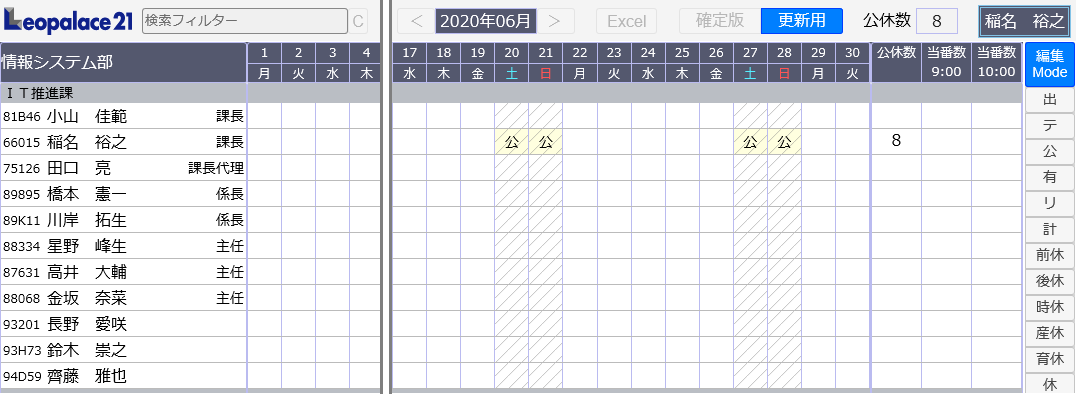 Leopalace21 検索フィルター C ＜ 2020年06月 ＞ Excel 確定版 更新用 公休数 8 稲名　裕之
情報システム部 1 2 3 4 17 18 19 20 21 22 23 24 25 26 27 28 29 30 公休数 当番数 9:00 当番数 10:00 編集 Mode
月 火 水 木 水 木 金 土 日 月 火 水 木 金 土 日 月 火
ＩＴ推進課 出
81B46 小山　佳範 課長 テ
66015 稲名　裕之 課長 公 公 公 公 8 公
75126 田口　亮 課長代理 有
89895 橋本　憲一 係長 リ
89K11 川岸　拓生 係長 計
88334 星野　峰生 主任 前休
87631 高井　大輔 主任 後休
88068 金坂　奈菜 主任 時休
93201 長野　愛咲 産休
93H73 鈴木　崇之 育休
94D59 齊藤　雅也 休